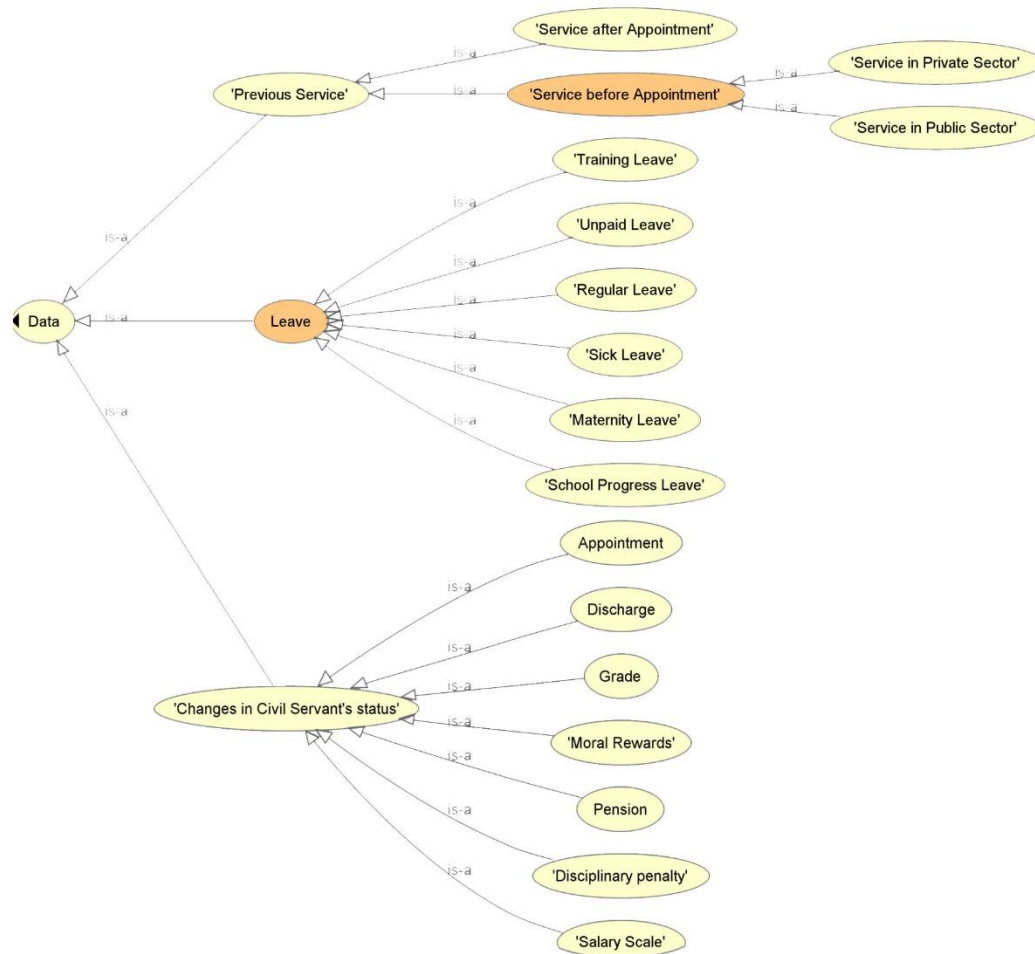 'Service after Appointment'
is-a
'Service in Private Sector'
is-a
'Previous Service'
is-a
'Service before Appointment'
is-a
'Service in Public Sector'
'Training Leave'
is-a
'Unpaid Leave'
is-a
is-a
'Regular Leave'
is-a
Data
is-a
Leave
is-a
'Sick Leave'
is-a
'Maternity Leave'
is-a
is-a
'School Progress Leave'
Appointment
is-a
Discharge
is-a
Grade
is-a
'Changes in Civil Servant's status'
is-a
'Moral Rewards'
is-a
Pension
is-a
'Disciplinary penalty'
is-a
'Salary Scale'